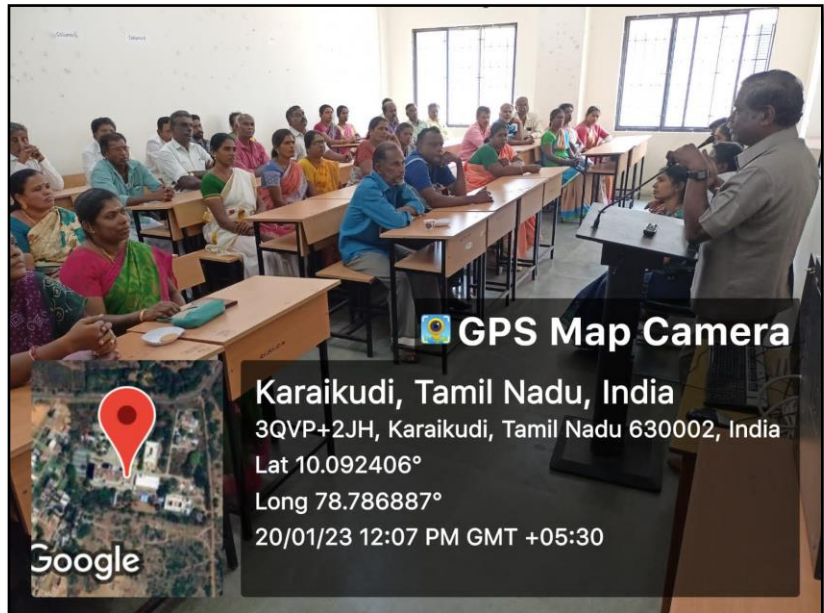 GPS Map Camera
Karaikudi, Tamil Nadu, India
3QVP+2JH, Karaikudi, Tamil Nadu 630002, India
Lat 10.092406°
Long 78.786887°
20/01/23 12:07 PM GMT +05:30
Google